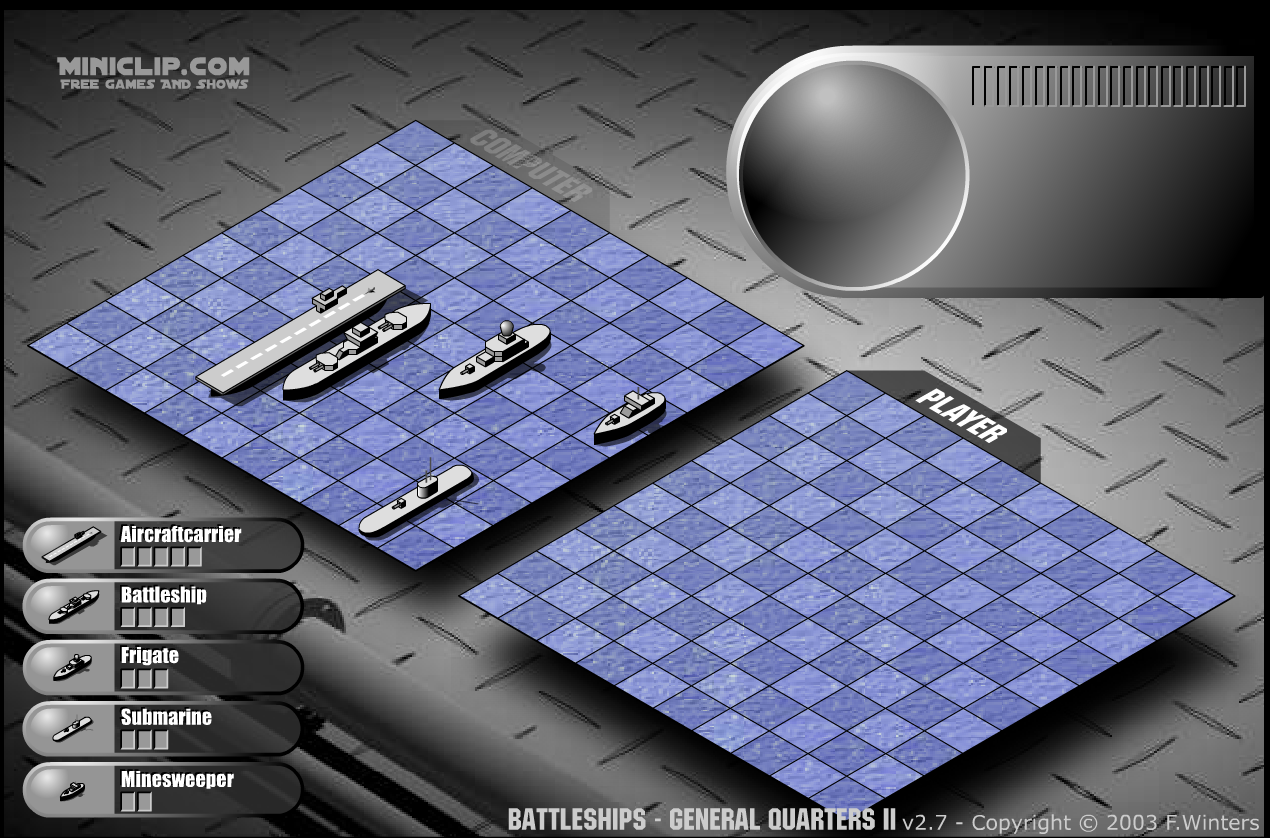 MINICLIP.COM
FREE GAMES AND SHOWS
COMPUTER
PLAYER
Aircraftcarrier
Battleship
Frigate
Submarine
Minesweeper
BATTLESHIPS - GENERAL QUARTERS II v2.7 - Copyright © 2003 F.Winters